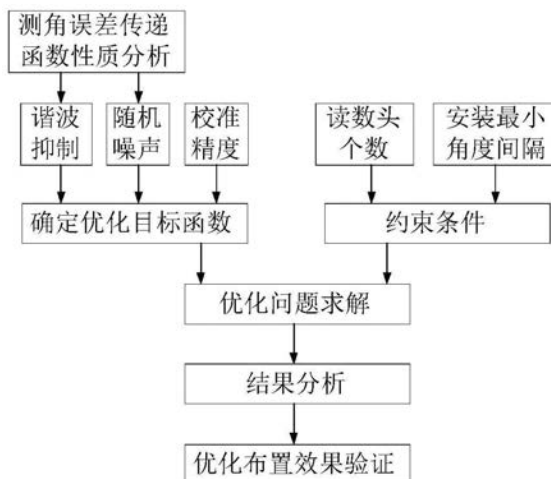 测角误差传递
函数性质分析
谐波
抑制
随机
噪声
校准
精度
读数头
个数
安装最小
角度间隔
确定优化目标函数
约束条件
优化问题求解
结果分析
优化布置效果验证